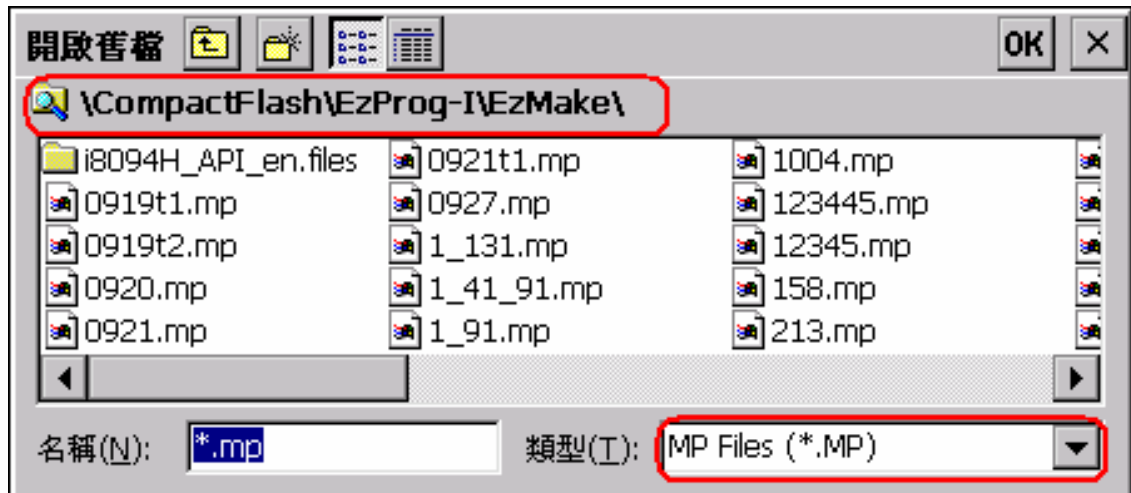 開啟舊檔 OK ×
\CompactFlash\EzProg-I\EzMake\
i8094H_API_en.files 0921t1.mp 1004.mp
0919t1.mp 0927.mp 123445.mp
0919t2.mp 1_131.mp 12345.mp
0920.mp 1_41_91.mp 158.mp
0921.mp 1_91.mp 213.mp
名稱(N): *.mp 類型(T): MP Files (*.MP)